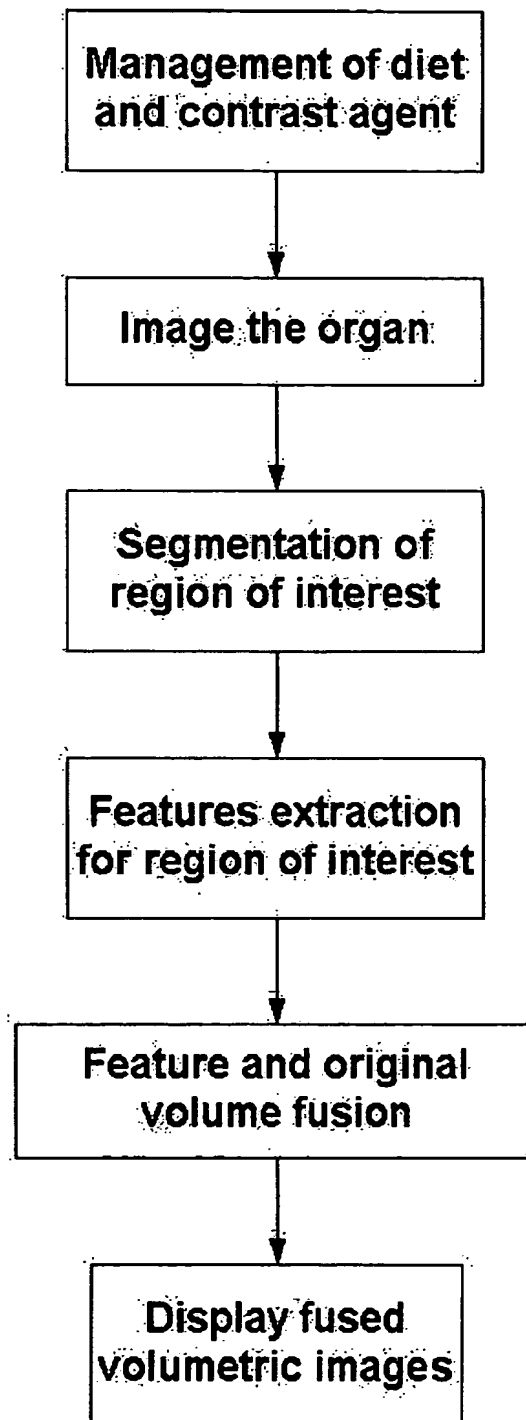 Management of diet
and contrast agent
Image the organ
Segmentation of
region of interest
Features extraction
for region of interest
Feature and original
volume fusion
Display fused
volumetric images